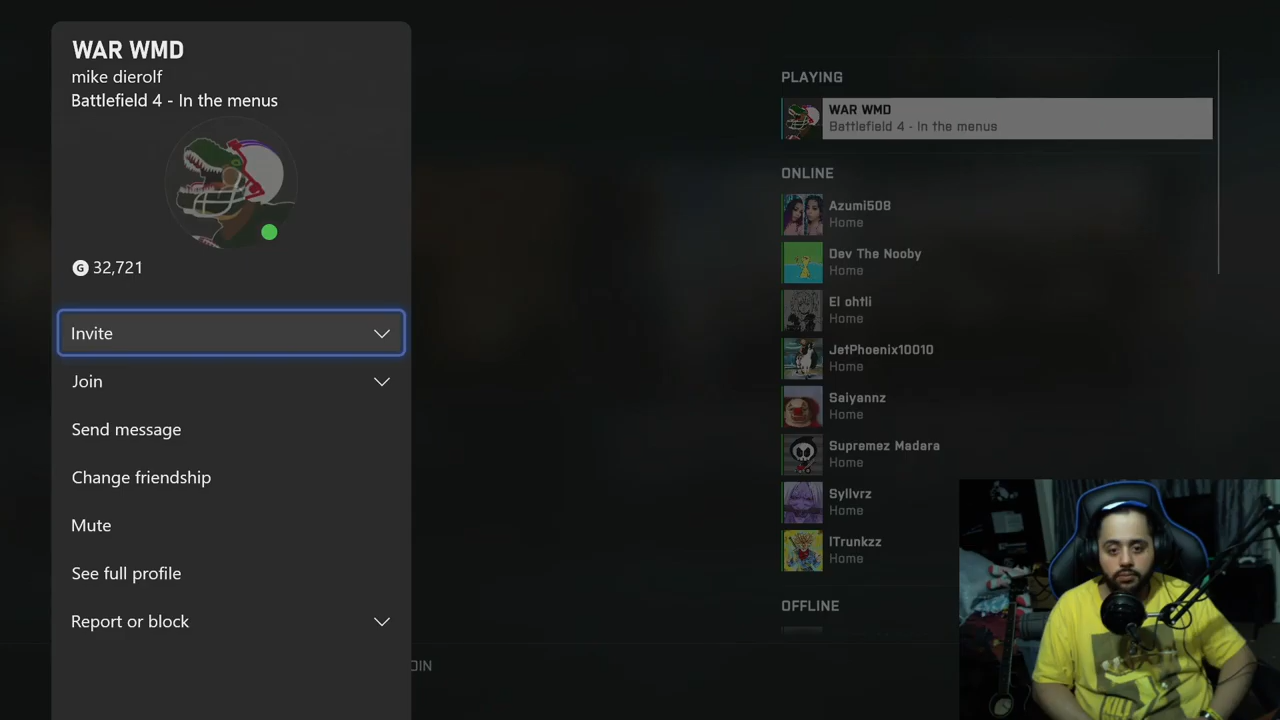 WAR WMD
mike dierolf
Battlefield 4 - In the menus
G 32,721
Invite
Join
Send message
Change friendship
Mute
See full profile
Report or block
OIN
PLAYING
WAR WMD
Battlefield 4 - In the menus
ONLINE
Azumi508
Home
Dev The Nooby
Home
El ohtli
Home
JetPhoenix10010
Home
Saiyannz
Home
Supremez Madara
Home
Syllvrz
Home
ITrunkzz
Home
OFFLINE
KILL